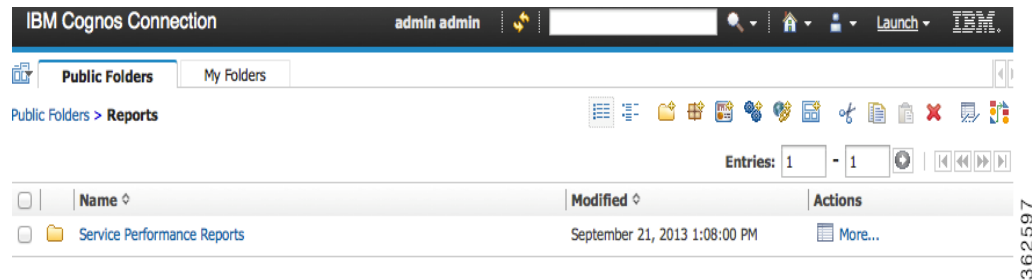 IBM Cognos Connection admin admin Launch IBM.
Public Folders My Folders
Public Folders > Reports
Entries: 1 - 1
Name Modified Actions
Service Performance Reports September 21, 2013 1:08:00 PM More...
362597